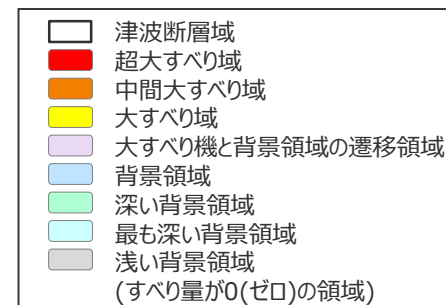 津波断層域
超大すべり域
中間大すべり域
大すべり域
大すべり機と背景領域の遷移領域
背景領域
深い背景領域
最も深い背景領域
浅い背景領域
(すべり量が0(ゼロ)の領域)